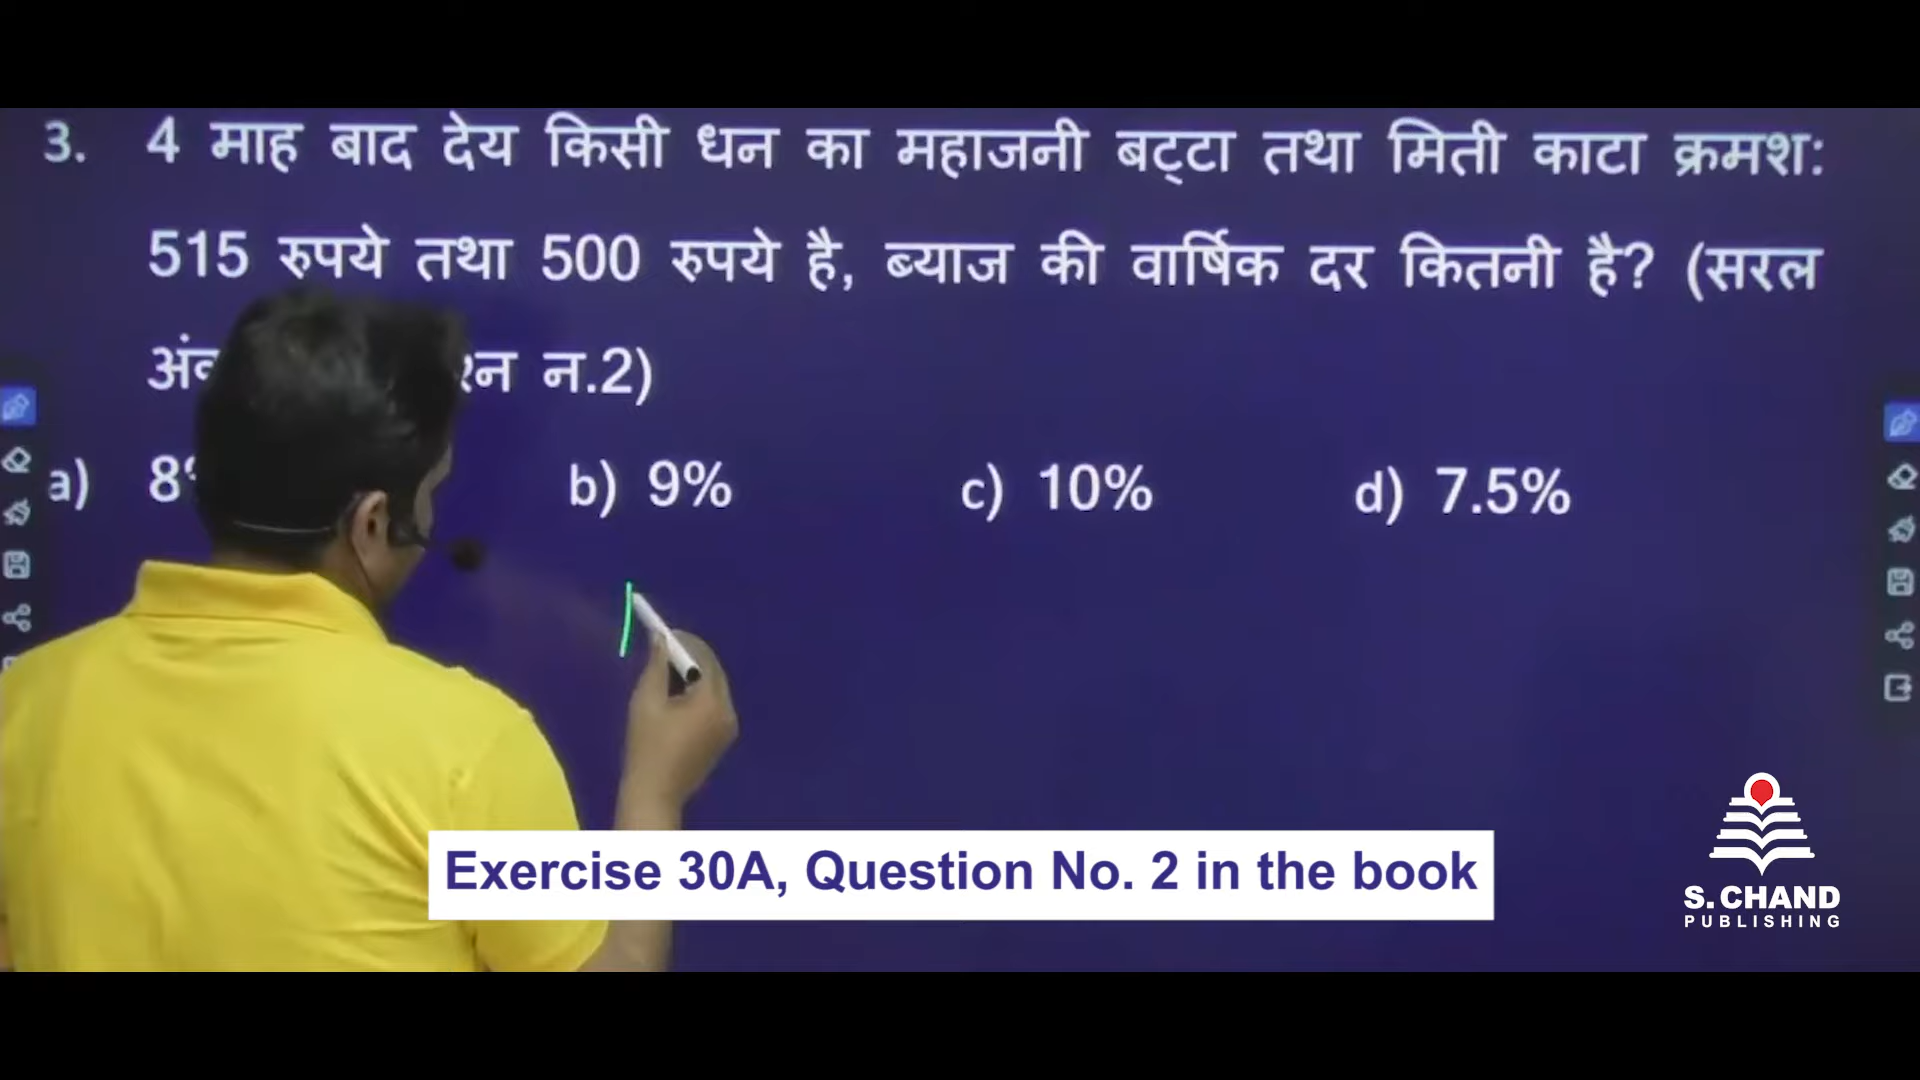 3. 4 माह बाद देय किसी धन का महाजनी बट्टा तथा मिती काटा क्रमश:
515 रुपये तथा 500 रुपये है, ब्याज की वार्षिक दर कितनी है? (सरल
न.2)
a) 8% b) 9% c) 10% d) 7.5%
Exercise 30A, Question No. 2 in the book
S. CHAND
PUBLISHING